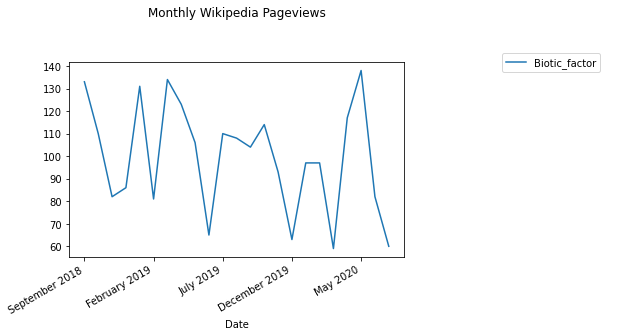 Monthly Wikipedia Pageviews
Biotic_factor
140
130
120
110
100
90
80
70
60
September 2018
February 2019
July 2019
December 2019
May 2020
Date